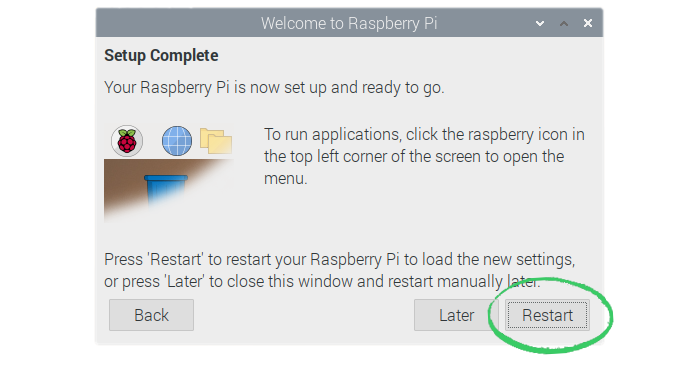 Welcome to Raspberry Pi
Setup Complete
Your Raspberry Pi is now set up and ready to go.
To run applications, click the raspberry icon in
the top left corner of the screen to open the
menu.
Press 'Restart' to restart your Raspberry Pi to load the new settings,
or press 'Later' to close this window and restart manually later.
Back
Later
Restart